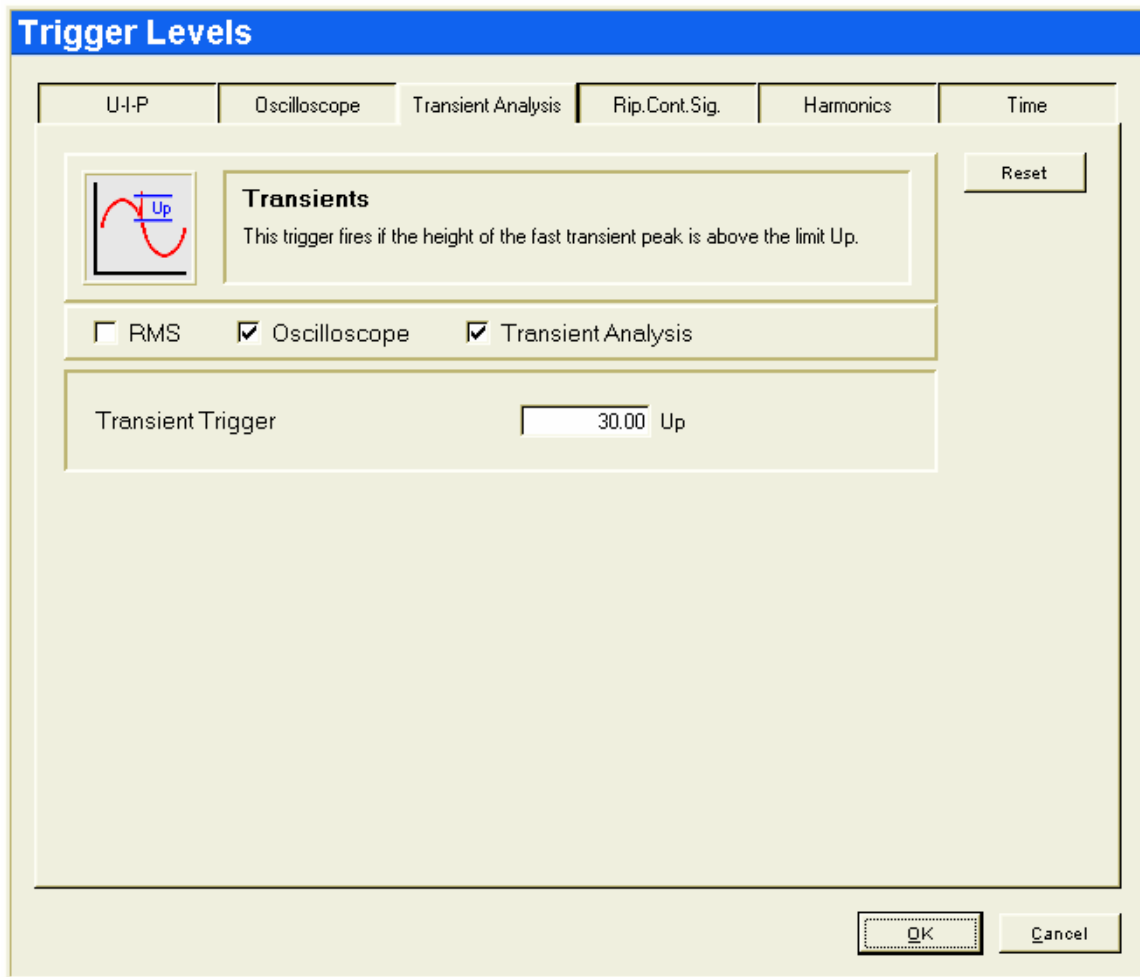 Trigger Levels
U-I-P Oscilloscope Transient Analysis Rip.Cont.Sig. Harmonics Time
Reset
Up
Transients
This trigger fires if the height of the fast transient peak is above the limit Up.
RMS Oscilloscope Transient Analysis
Transient Trigger 30.00 Up
OK Cancel